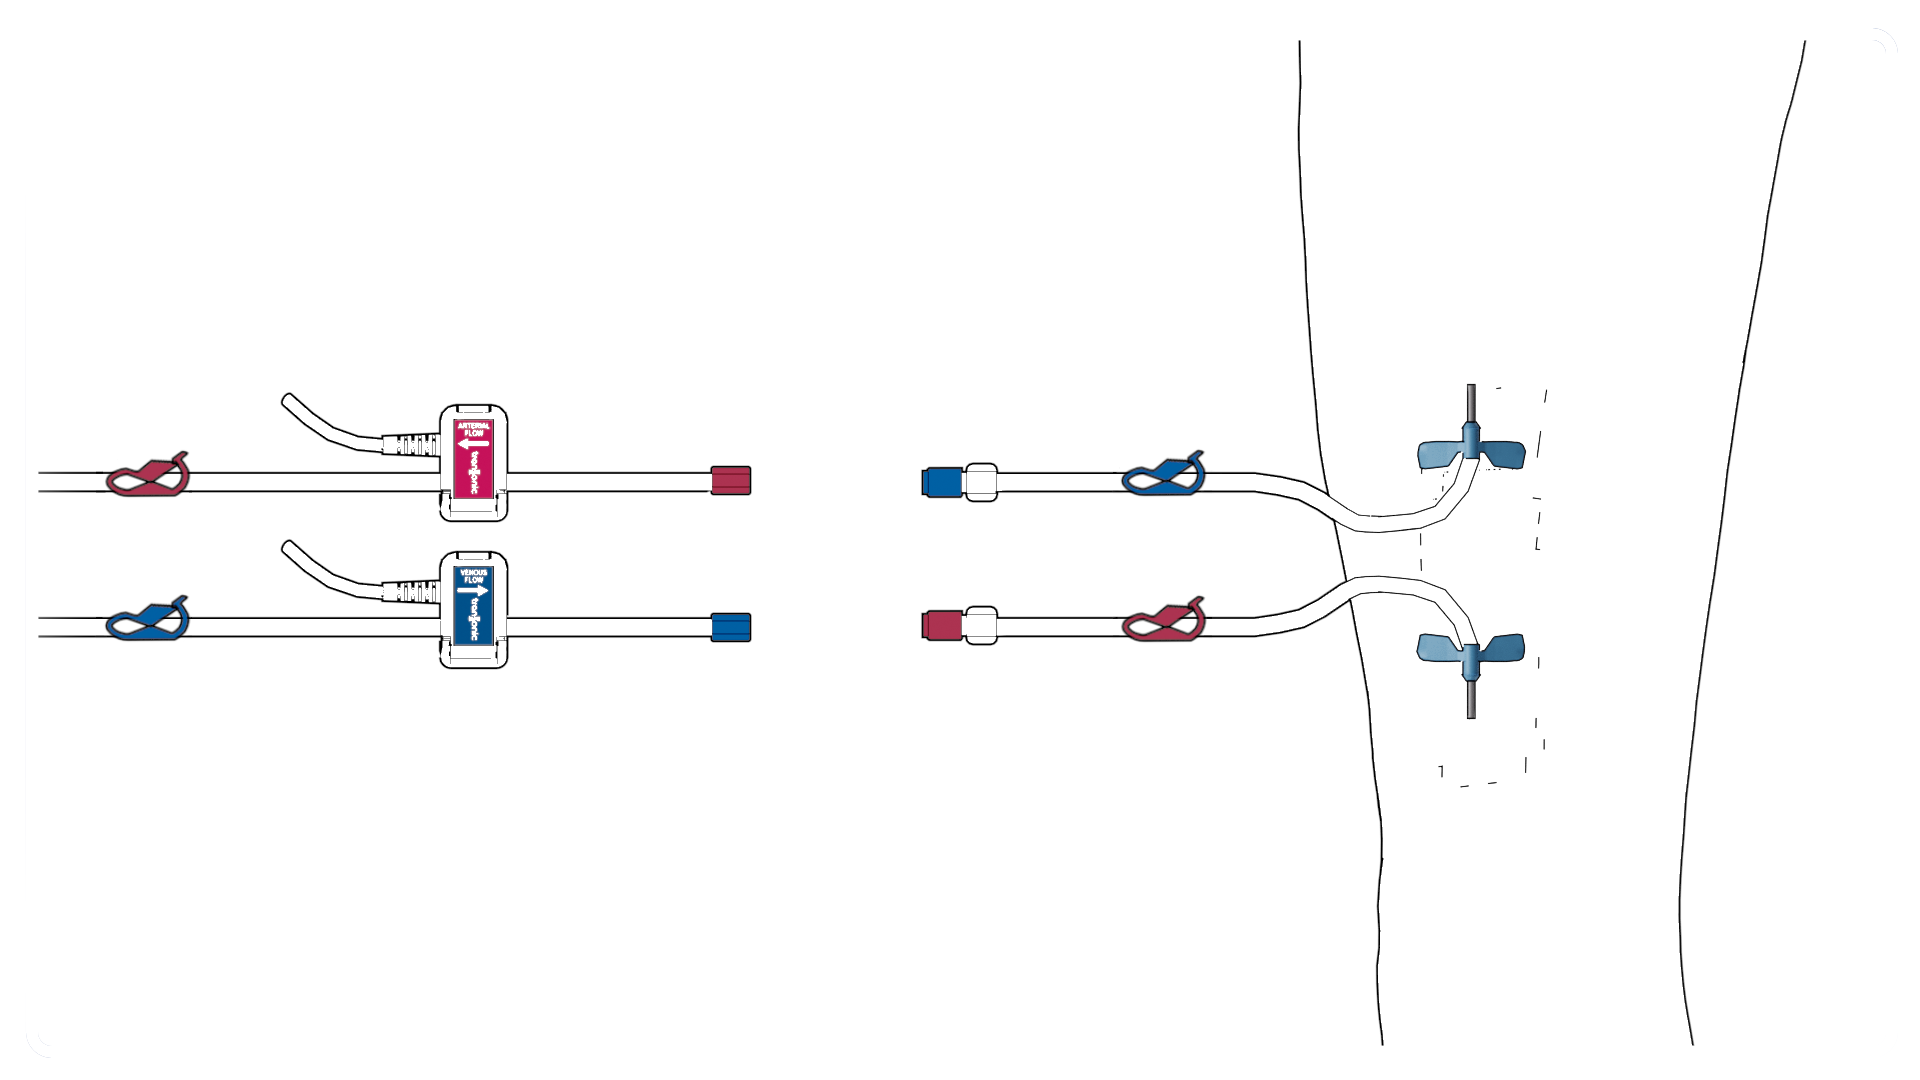 ARTERIAL
FLOW
transonic
VENOUS
FLOW
transonic